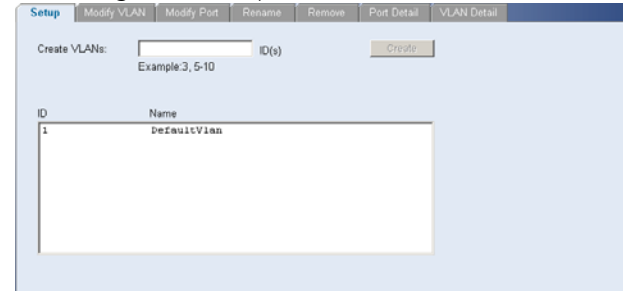 Setup Modify VLAN Modify Port Rename Remove Port Detail VLAN Detail
Create VLANs: ID(s) Create
Example:3, 5-10
ID Name
1 DefaultVlan